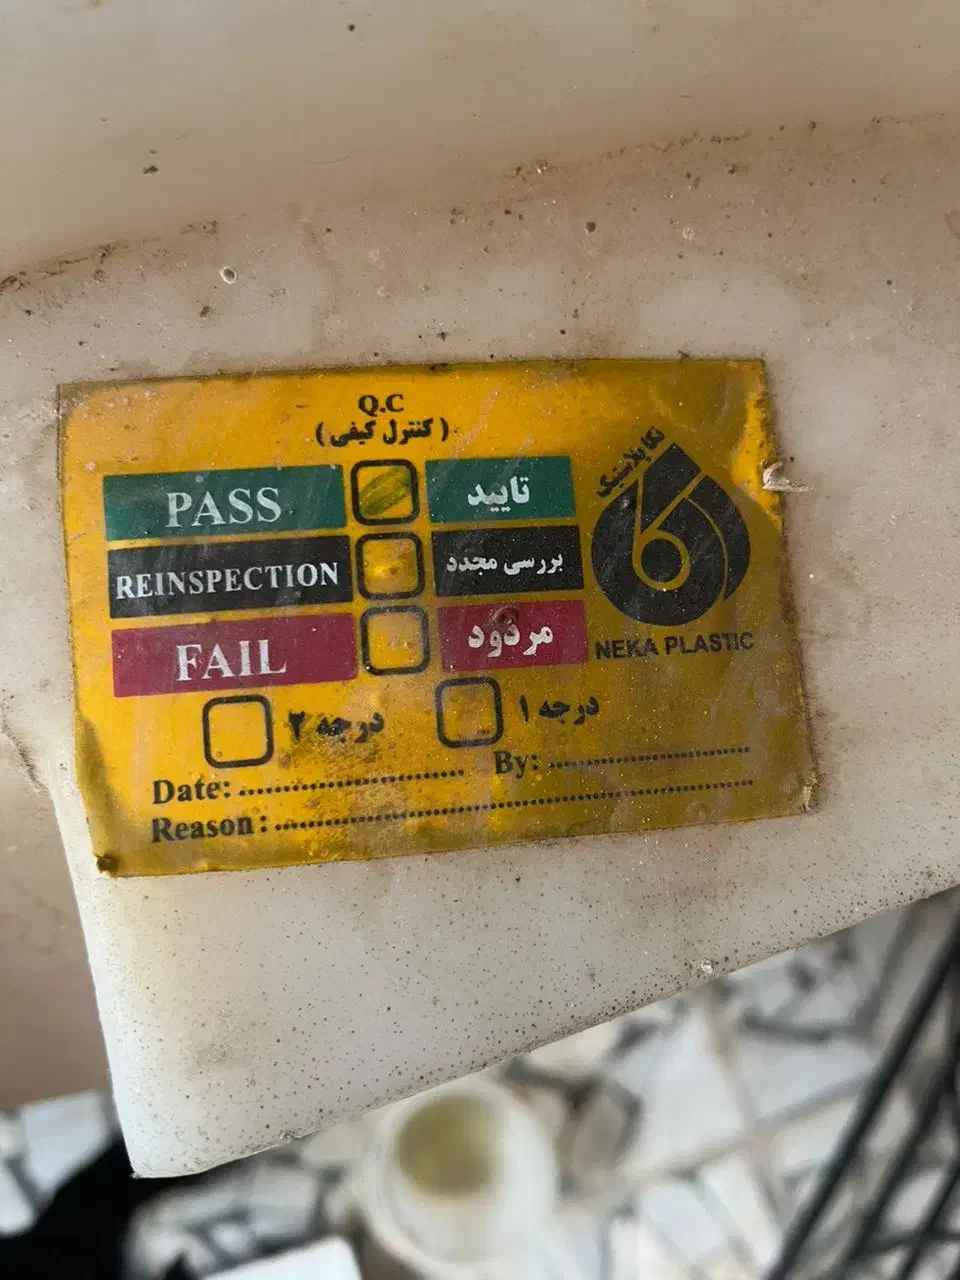 Q.C
( کنترل کیفی )
PASS تایید
REINSPECTION بررسی مجدد
FAIL مردود
درجه ۱ درجه ۲
Date: By:
Reason:
نکا پلاستیک
NEKA PLASTIC